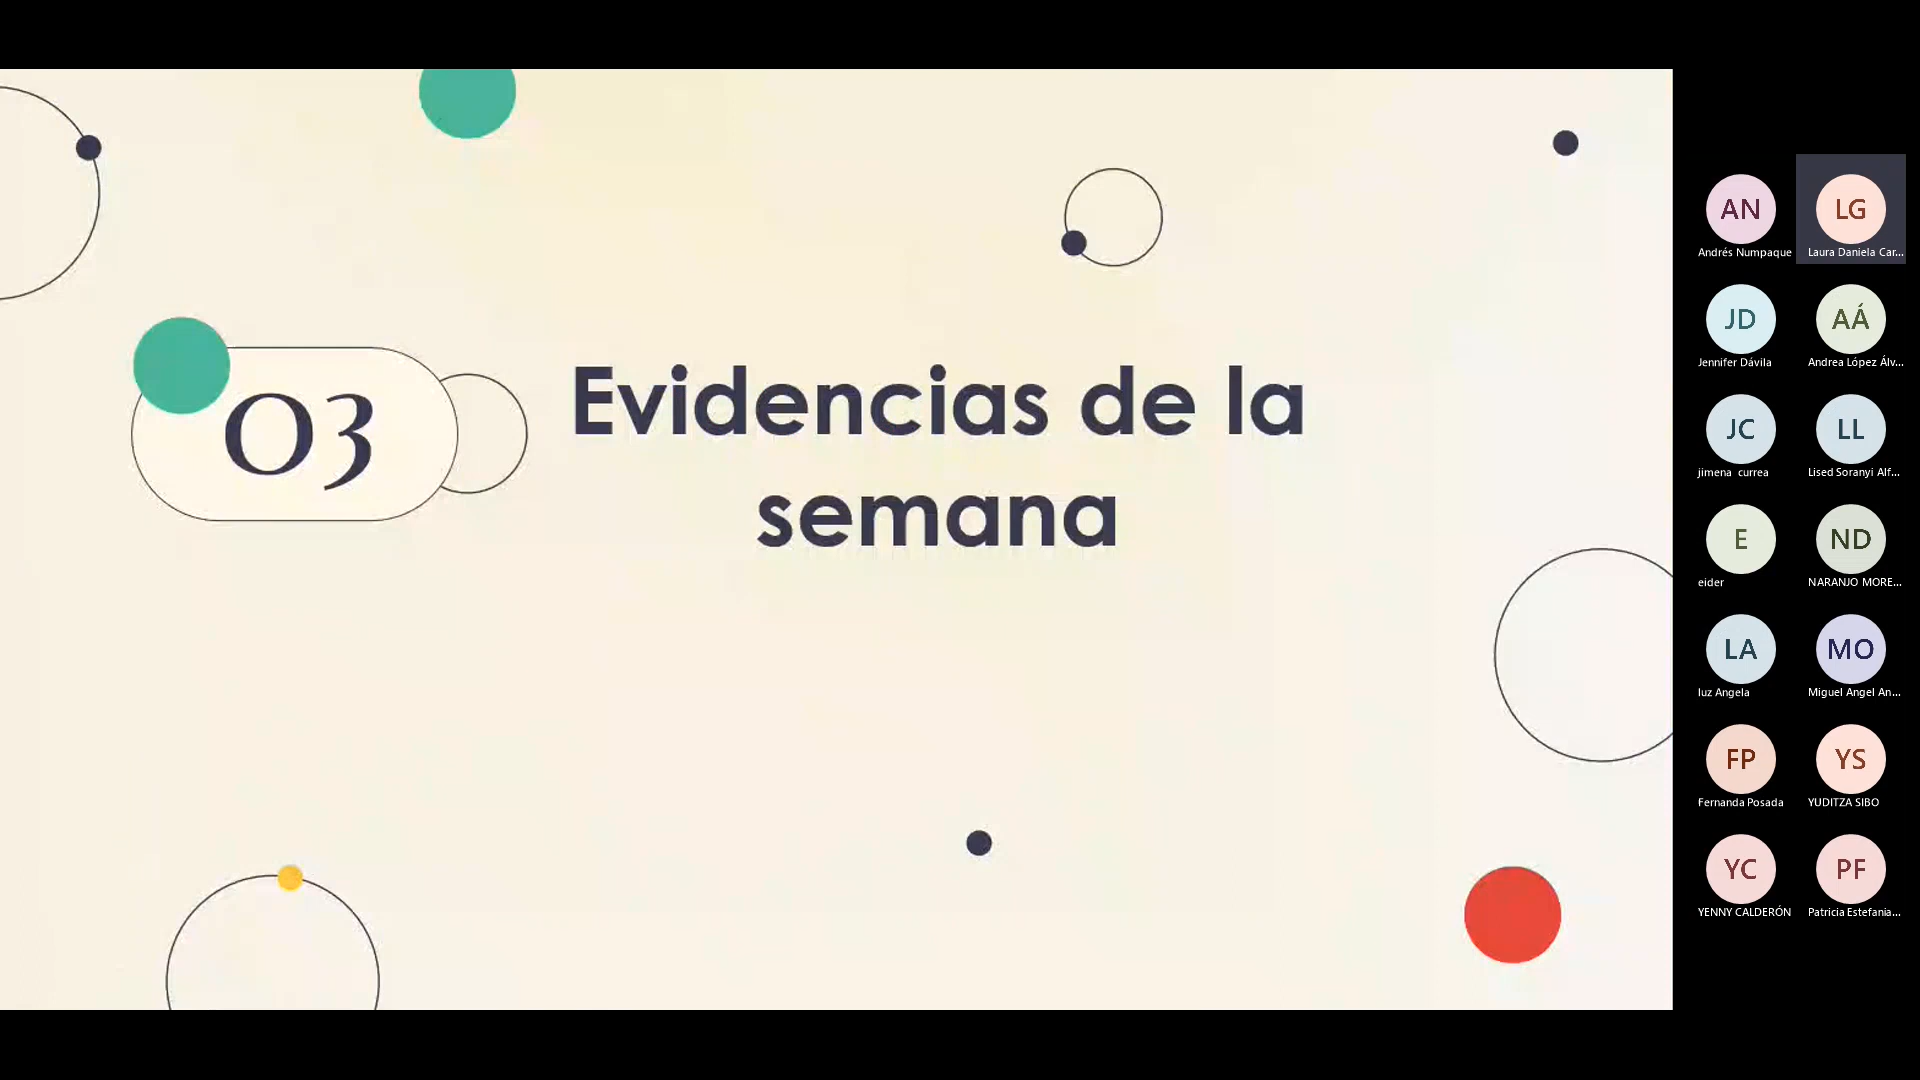 03
Evidencias de la
semana
AN
Andrés Numpaque
LG
Laura Daniela Car...
JD
Jennifer Dávila
AÁ
Andrea López Álv...
JC
jimena currea
LL
Lised Soranyi Alf...
E
eider
ND
NARANJO MORE...
LA
luz Angela
MO
Miguel Angel An...
FP
Fernanda Posada
YS
YUDITZA SIBO
YC
YENNY CALDERÓN
PF
Patricia Estefania...